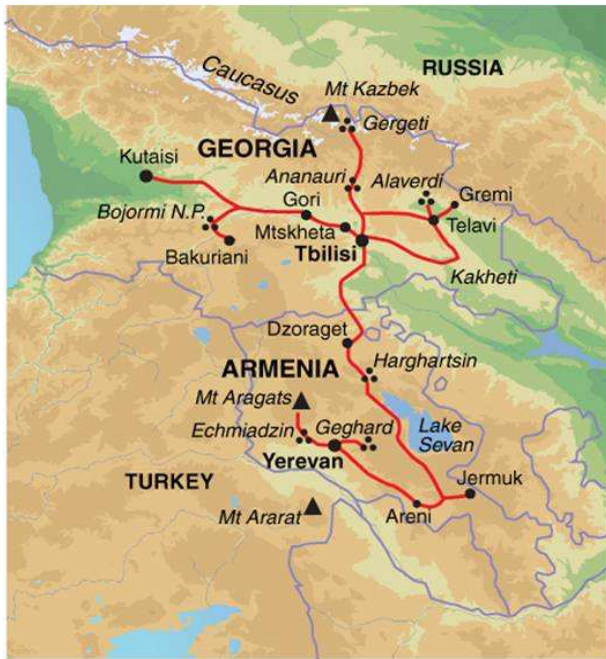 RUSSIA
Caucasus
Mt Kazbek
Gergeti
GEORGIA
Kutaisi
Ananauri
Alaverdi
Gremi
Gori
Bojormi N.P.
Telavi
Mtskheta
Bakuriani
Tbilisi
Kakheti
Dzoraget
ARMENIA
Harghartsin
Mt Aragats
Echmiadzin
Geghard
Lake
Sevan
Yerevan
TURKEY
Jermuk
Areni
Mt Ararat